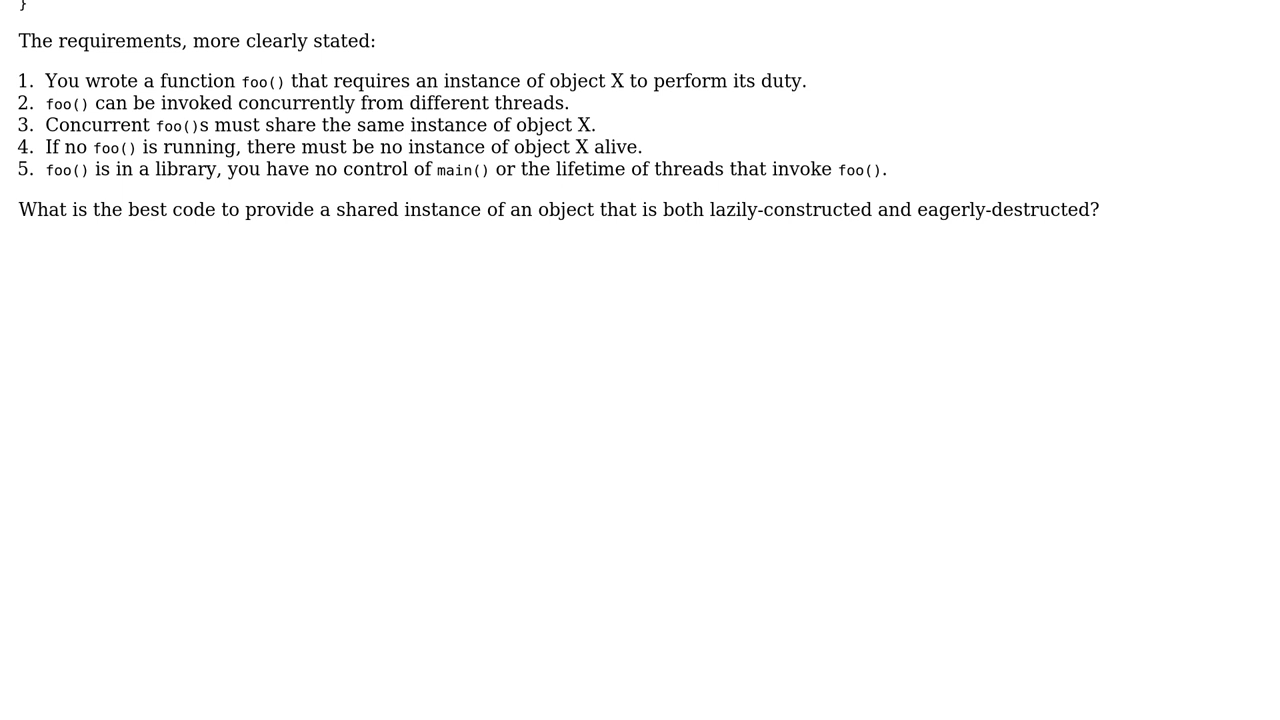 }
The requirements, more clearly stated:
1. You wrote a function foo() that requires an instance of object X to perform its duty.
2. foo() can be invoked concurrently from different threads.
3. Concurrent foo()s must share the same instance of object X.
4. If no foo() is running, there must be no instance of object X alive.
5. foo() is in a library, you have no control of main() or the lifetime of threads that invoke foo().
What is the best code to provide a shared instance of an object that is both lazily-constructed and eagerly-destructed?